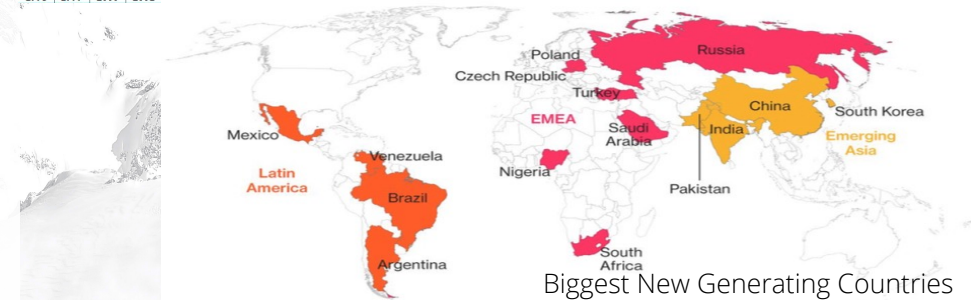 Poland
Russia
Czech Republic
Turkey
China
South Korea
Mexico
EMEA
Saudi
Arabia
India
Emerging
Asia
Venezuela
Latin
America
Nigeria
Pakistan
Brazil
South
Africa
Argentina
Biggest New Generating Countries